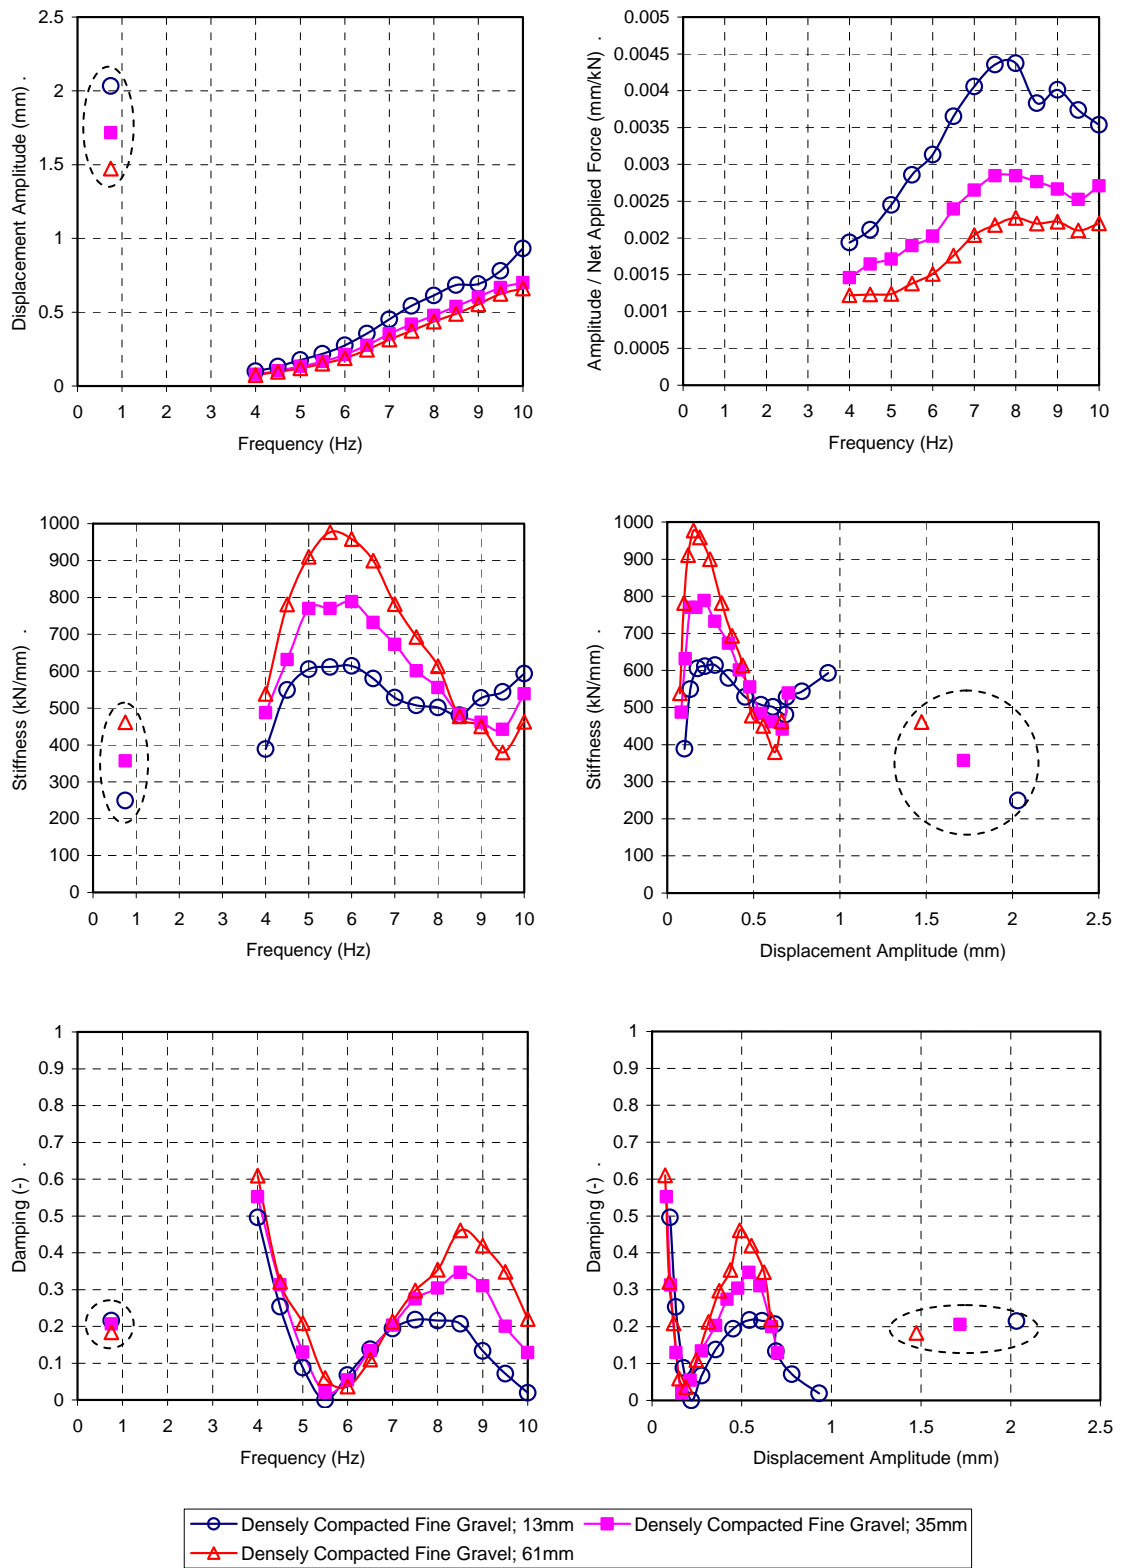 Displacement Amplitude (mm) .
2.5
2
1.5
1
0.5
0
0 1 2 3 3 4 5 6 7 8 9 10
Frequency (Hz)
Amplitude / Net Applied Force (mm/kN) .
0.005
0.0045
0.004
0.0035
0.003
0.0025
0.002
0.0015
0.001
0.0005
0
0 1 2 2 3 4 5 6 7 8 9 10
Frequency (Hz)
Stiffness (kN/mm) .
1000
900
800
700
600
500
400
300
200
100
0
0 1 2 2 3 4 5 6 7 8 9 10
Frequency (Hz)
Stiffness (kN/mm) .
1000
900
800
700
600
500
400
300
200
100
0
0 0.5 1 1.5 2 2.5
Displacement Amplitude (mm)
Damping (-) .
1
0.9
0.8
0.7
0.6
0.5
0.4
0.3
0.2
0.1
0
0 1 2 3 3 4 5 6 7 8 9 10
Frequency (Hz)
Damping (-) .
1
0.9
0.8
0.7
0.6
0.5
0.4
0.3
0.2
0.1
0
0 0.5 1 1.5 2 2.5
Displacement Amplitude (mm)
Densely Compacted Fine Gravel; 13mm
Densely Compacted Fine Gravel; 35mm
Densely Compacted Fine Gravel; 61mm